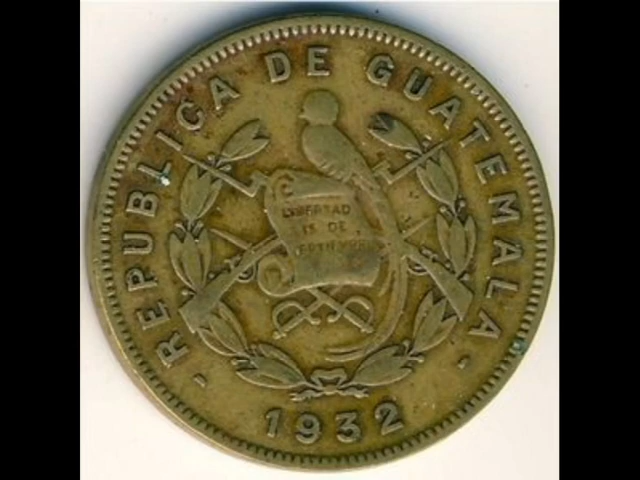 - REPUBLICA DE GUATEMALA -
LIBERTAD
15 DE
1932